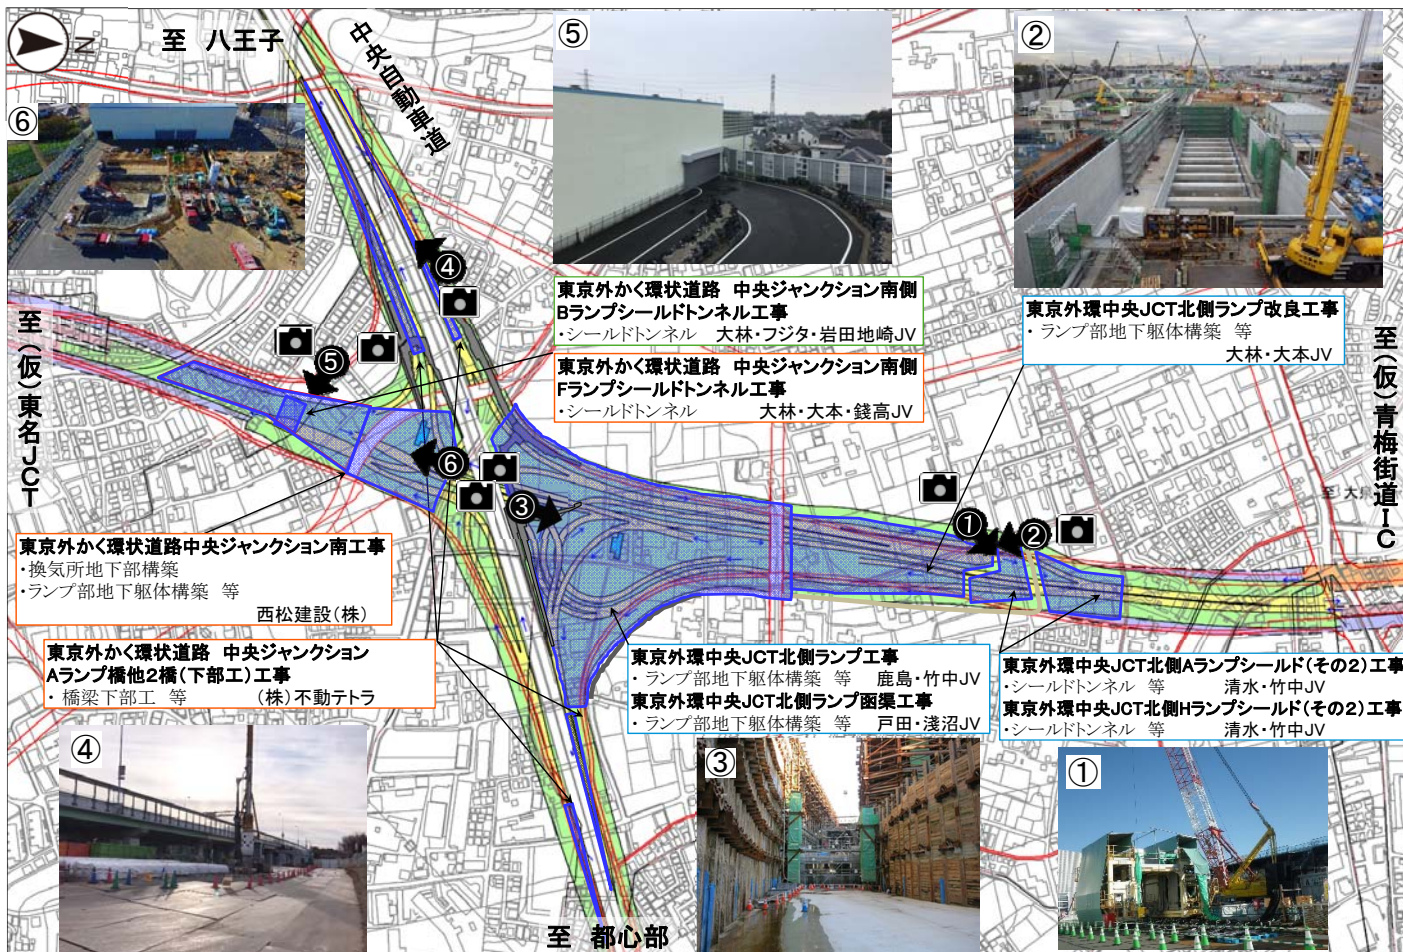 N
至 八王子
中央自動車道
⑤
②
⑥
④
⑤
⑥
③
①
②
東京外かく環状道路 中央ジャンクション南側
Bランプシールドトンネル工事
・シールドトンネル 大林・フジタ・岩田地崎JV
東京外かく環状道路 中央ジャンクション南側
Fランプシールドトンネル工事
・シールドトンネル 大林・大本・錢高JV
東京外環中央JCT北側ランプ改良工事
・ランプ部地下躯体構築 等
大林・大本JV
至(仮)東名JCT
至(仮)青梅街道IC
至 大泉
東京外かく環状道路中央ジャンクション南工事
・換気所地下部構築
・ランプ部地下躯体構築 等
西松建設(株)
東京外かく環状道路 中央ジャンクション
Aランプ橋他2橋(下部工)工事
・橋梁下部工 等 (株)不動テトラ
東京外環中央JCT北側ランプ工事
・ランプ部地下躯体構築 等 鹿島・竹中JV
東京外環中央JCT北側ランプ函渠工事
・ランプ部地下躯体構築 等 戸田・淺沼JV
東京外環中央JCT北側Aランプシールド(その2)工事
・シールドトンネル 等 清水・竹中JV
東京外環中央JCT北側Hランプシールド(その2)工事
・シールドトンネル 等 清水・竹中JV
④
③
①
至 都心部